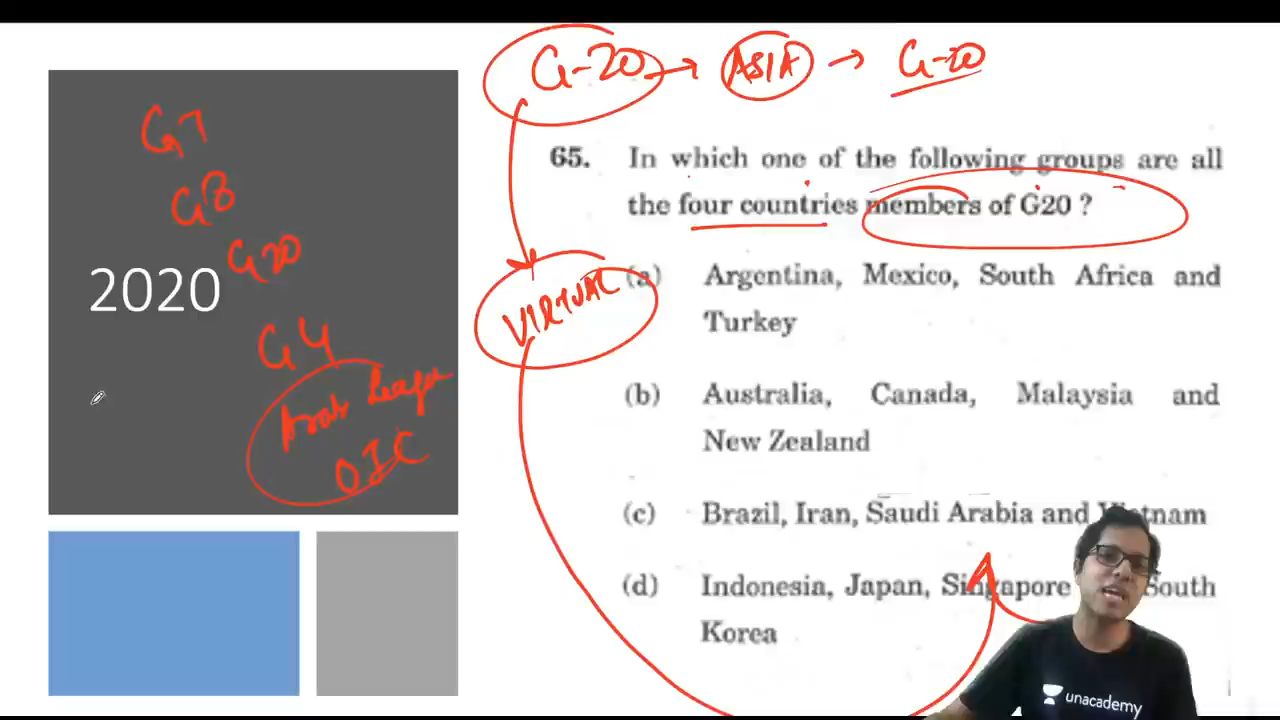 G-20 → ASIA → G-20
G7
G8
G20
2020
G4
Arab League
OIC
VIRTUAL
65. In which one of the following groups are all
the four countries members of G20 ?
(a) Argentina, Mexico, South Africa and
Turkey
(b) Australia, Canada, Malaysia and
New Zealand
(c) Brazil, Iran, Saudi Arabia and Vietnam
(d) Indonesia, Japan, Singapore South
Korea
unacademy